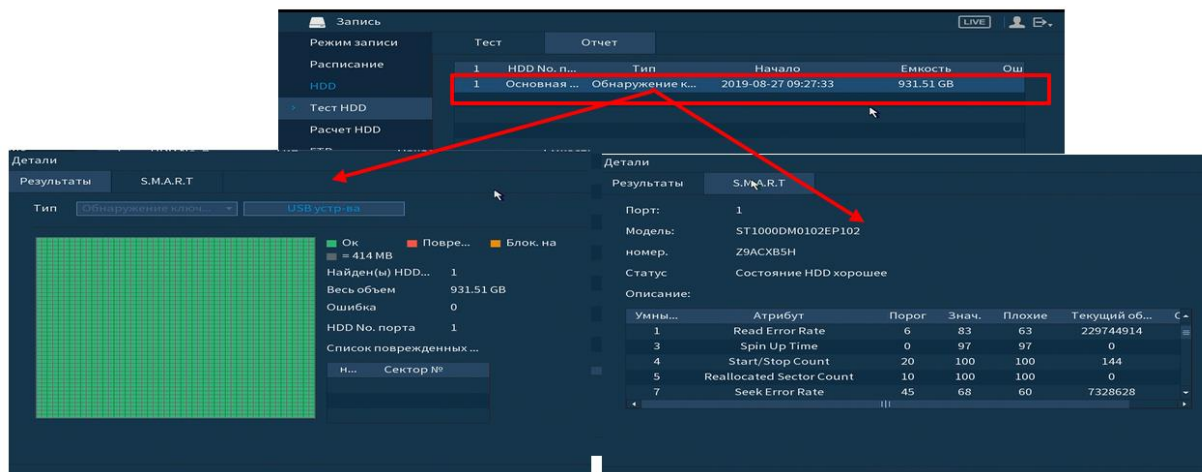 Запись LIVE
Режим записи Тест Отчет
Расписание
1 HDD No. п... Тип Начало Емкость Ош
HDD 1 Основная ... Обнаружение к... 2019-08-27 09:27:33 931.51 GB
Тест HDD
Расчет HDD
Детали
Результаты S.M.A.R.T
Тип Обнаружение ключ... USB устр-ва
Ок Повре... Блок. на
= 414 MB
Найден(ы) HDD... 1
Весь объем 931.51 GB
Ошибка 0
HDD No. порта 1
Список поврежденных ...
н... Сектор №
Детали
Результаты S.M.A.R.T
Порт: 1
Модель: ST1000DM0102EP102
номер. Z9ACXB5H
Статус Состояние HDD хорошее
Описание:
Умны... Атрибут Порог Знач. Плохие Текущий об...
1 Read Error Rate 6 83 63 229744914
3 Spin Up Time 0 97 97 0
4 Start/Stop Count 20 100 100 144
5 Reallocated Sector Count 10 100 100 0
7 Seek Error Rate 45 68 60 7328628